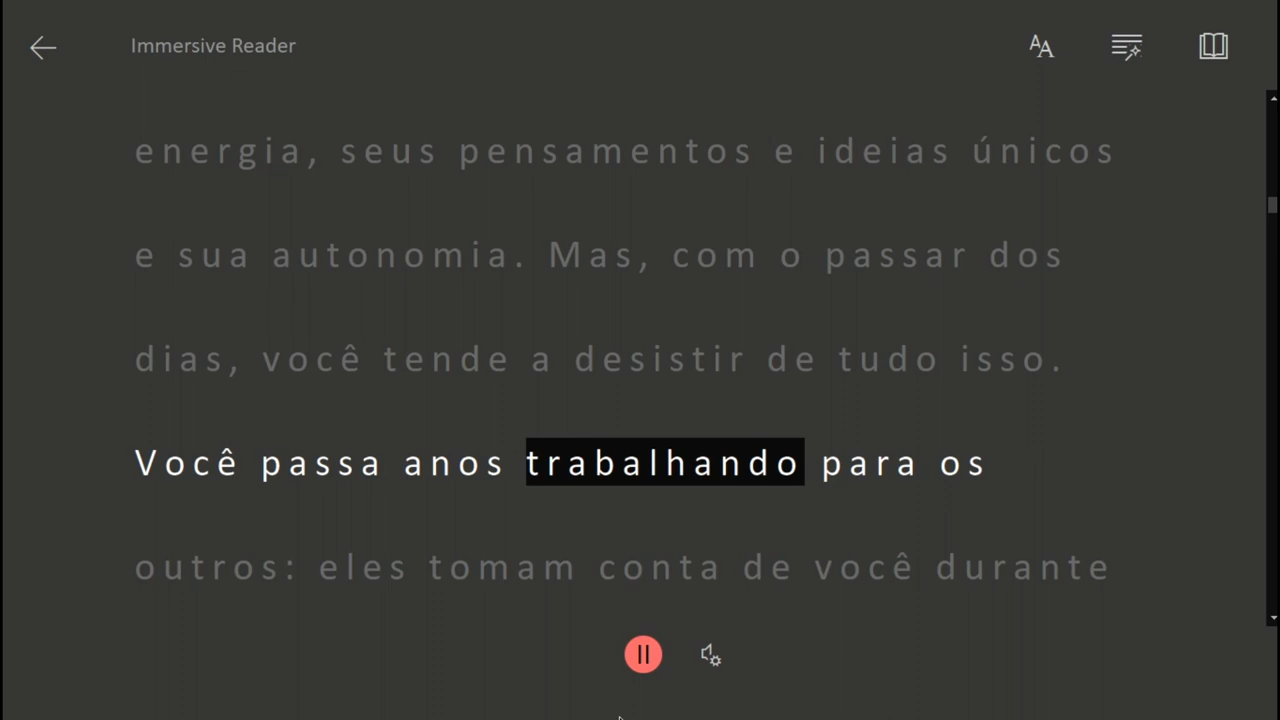 Immersive Reader
energia, seus pensamentos e ideias únicos
e sua autonomia. Mas, com o passar dos
dias, você tende a desistir de tudo isso.
Você passa anos trabalhando para os
outros: eles tomam conta de você durante